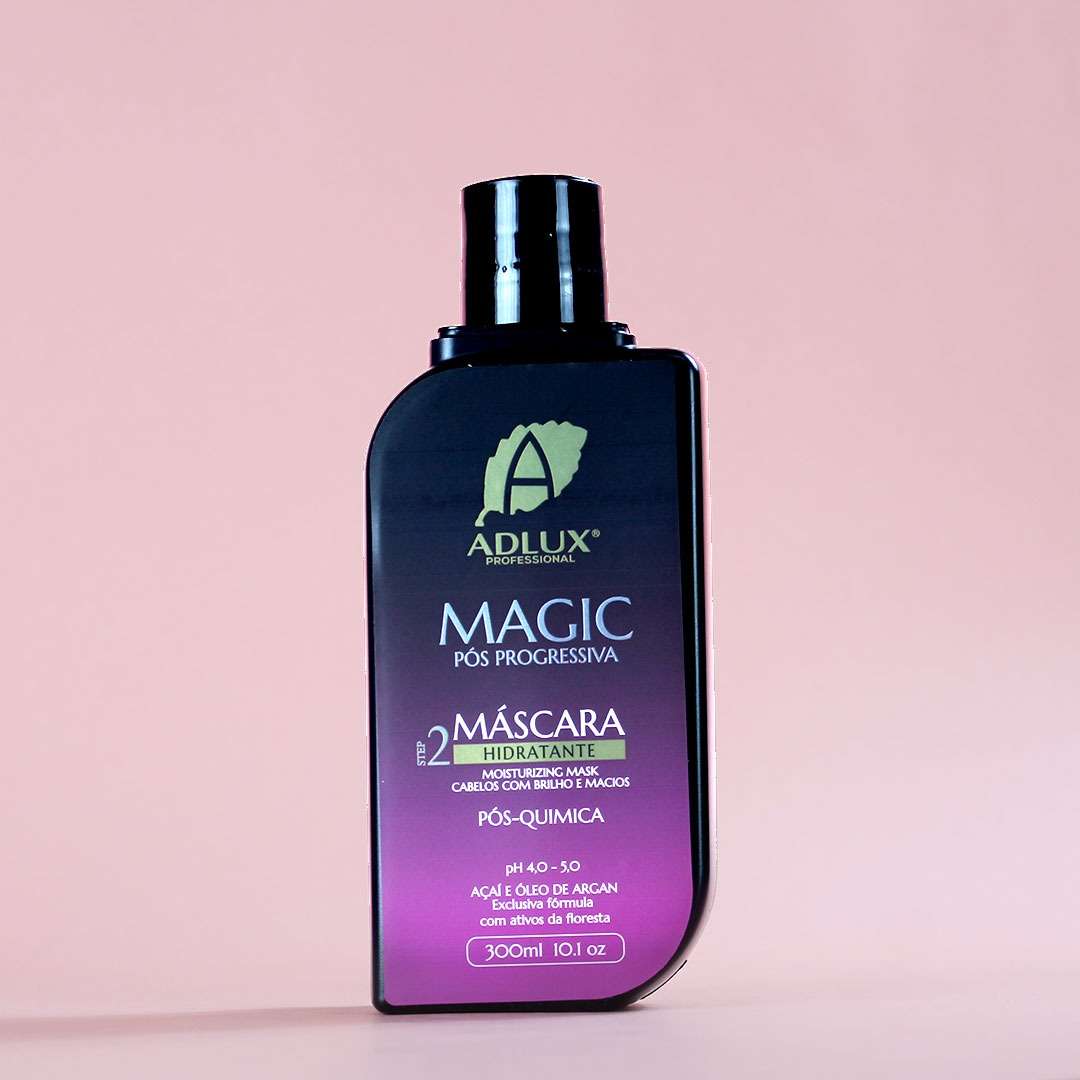 A
ADLUX®
PROFESSIONAL
MAGIC
PÓS PROGRESSIVA
STEP 2 MÁSCARA
HIDRATANTE
MOISTURIZING MASK
CABELOS COM BRILHO E MACIOS
PÓS-QUIMICA
pH 4,0 - 5,0
AÇAÍ E ÓLEO DE ARGAN
Exclusiva fórmula
com ativos da floresta
300ml 10.1 oz